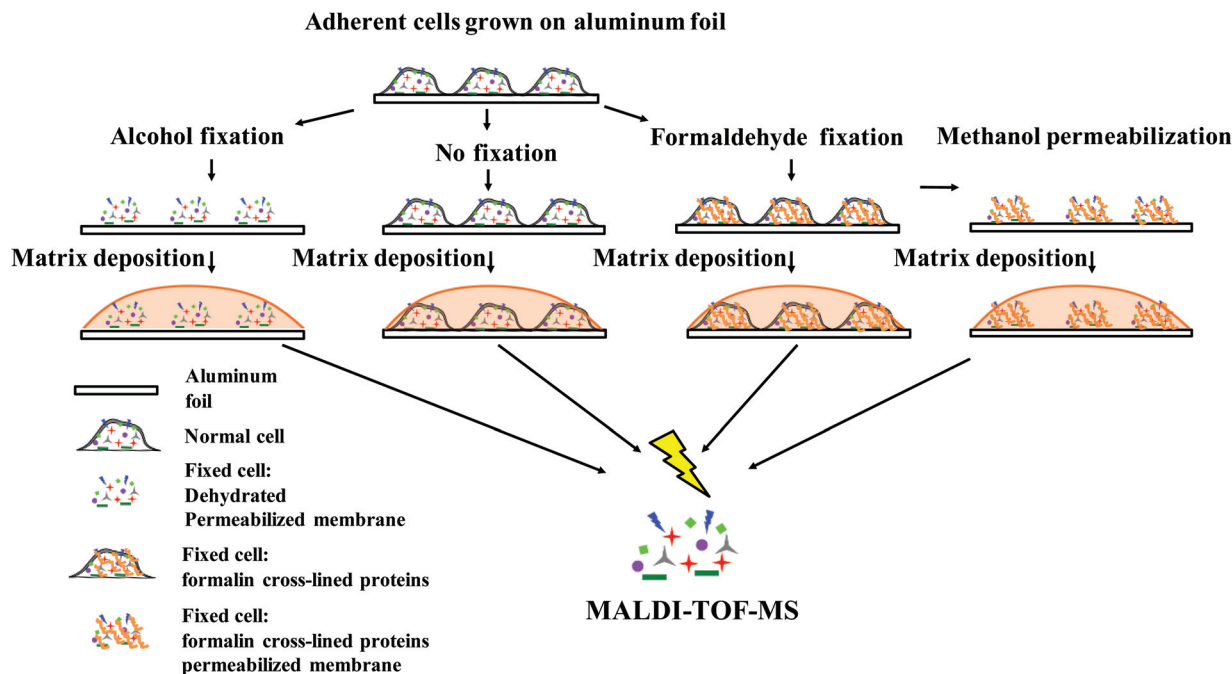 Adherent cells grown on aluminum foil
Alcohol fixation
No fixation
Formaldehyde fixation
Methanol permeabilization
Matrix deposition
Matrix deposition
Matrix deposition
Matrix deposition
Aluminum
foil
Normal cell
Fixed cell:
Dehydrated
Permeabilized membrane
Fixed cell:
formalin cross-lined proteins
Fixed cell:
formalin cross-lined proteins
permeabilized membrane
MALDI-TOF-MS